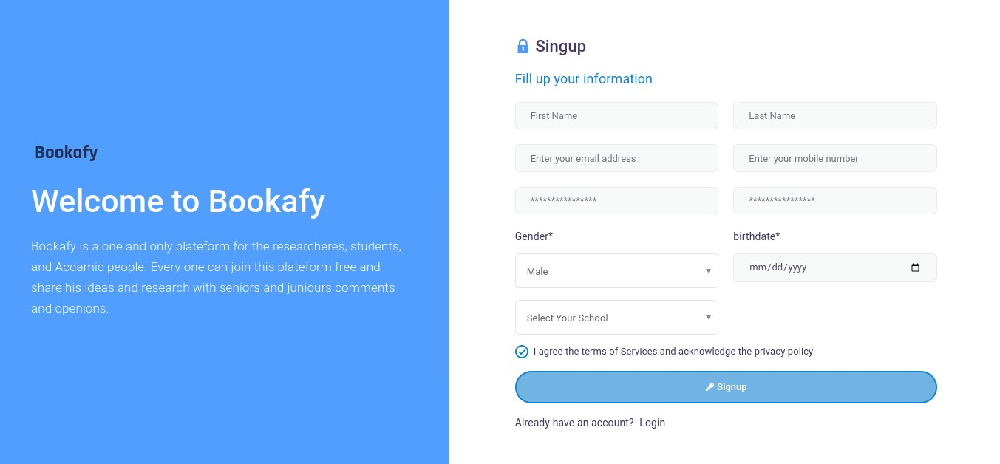 Bookafy
Welcome to Bookafy
Bookafy is a one and only plateform for the researcheres, students,
and Acdamic people. Every one can join this plateform free and
share his ideas and research with seniors and juniours comments
and openions.
Singup
Fill up your information
First Name
Last Name
Enter your email address
Enter your mobile number
****************
****************
Gender*
birthdate*
Male
mm/dd/yyyy
Select Your School
I agree the terms of Services and acknowledge the privacy policy
Signup
Already have an account? Login